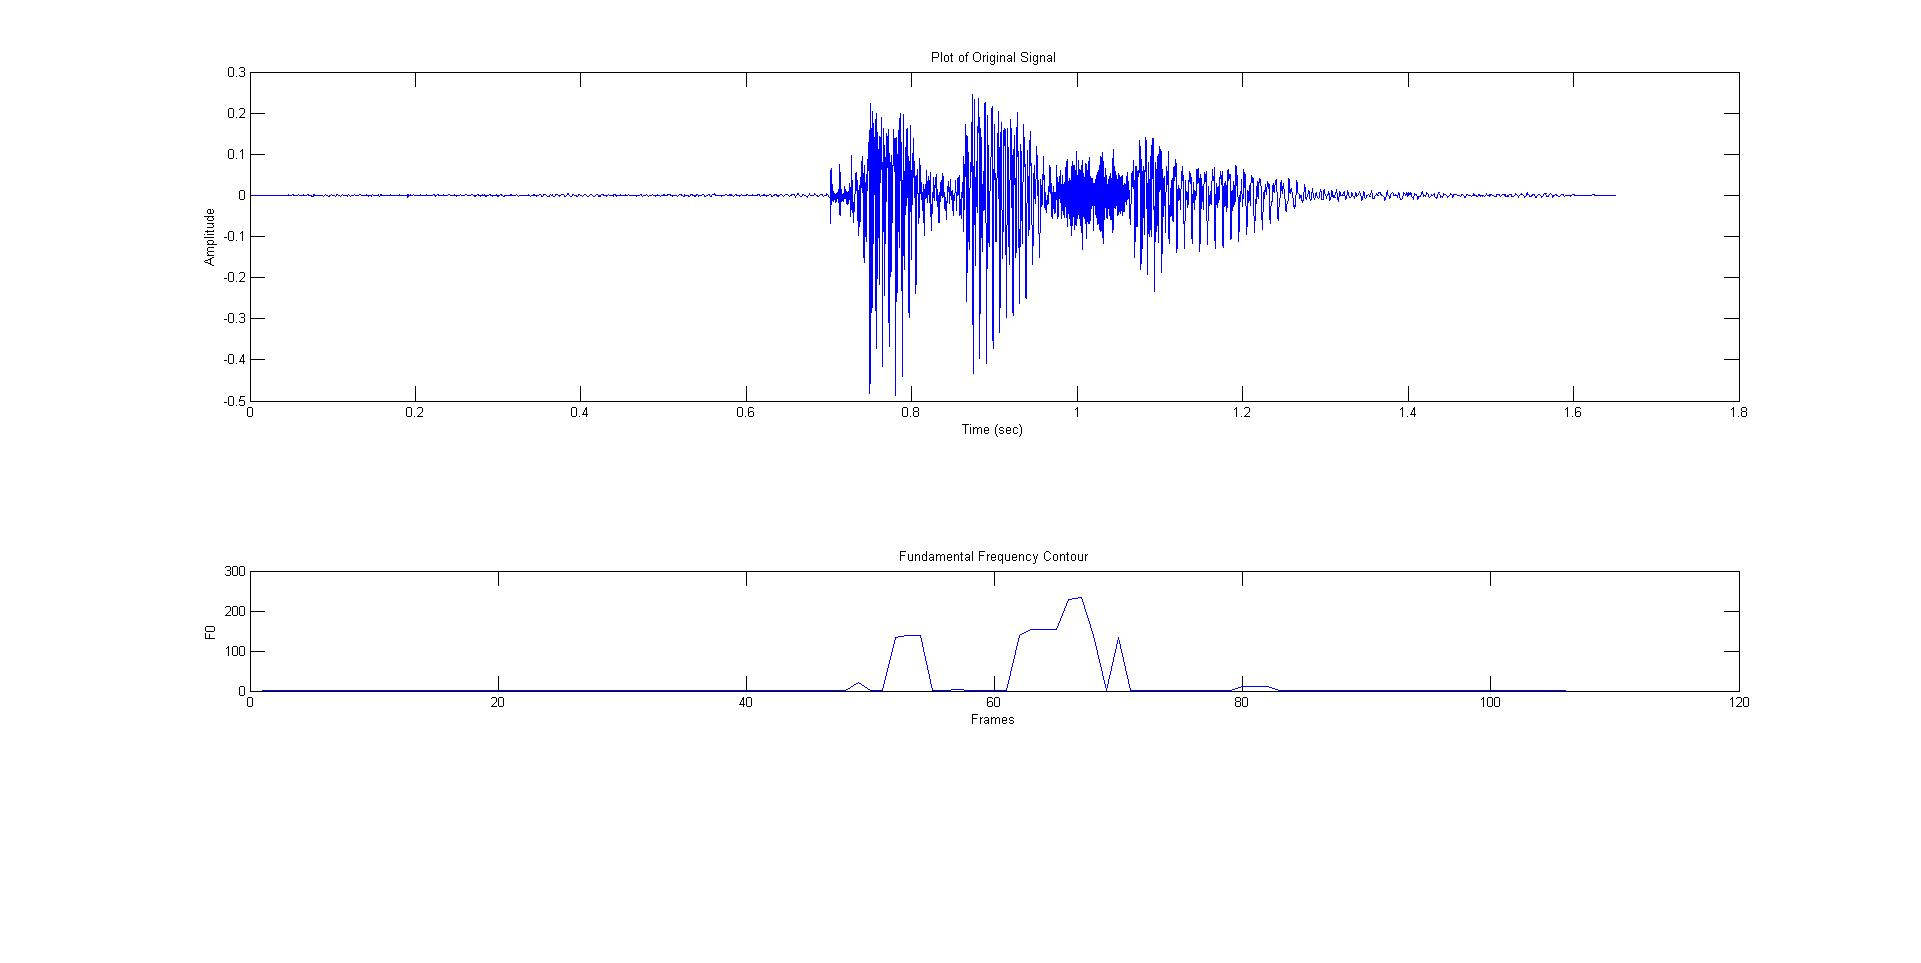 Plot of Original Signal
0.3
0.2
0.1
0
-0.1
-0.2
-0.3
-0.4
-0.5
Amplitude
0 0.2 0.4 0.6 0.8 1 1.2 1.4 1.6 1.8
Time (sec)
Fundamental Frequency Contour
300
200
100
0
F0
0 20 40 60 80 100 120
Frames